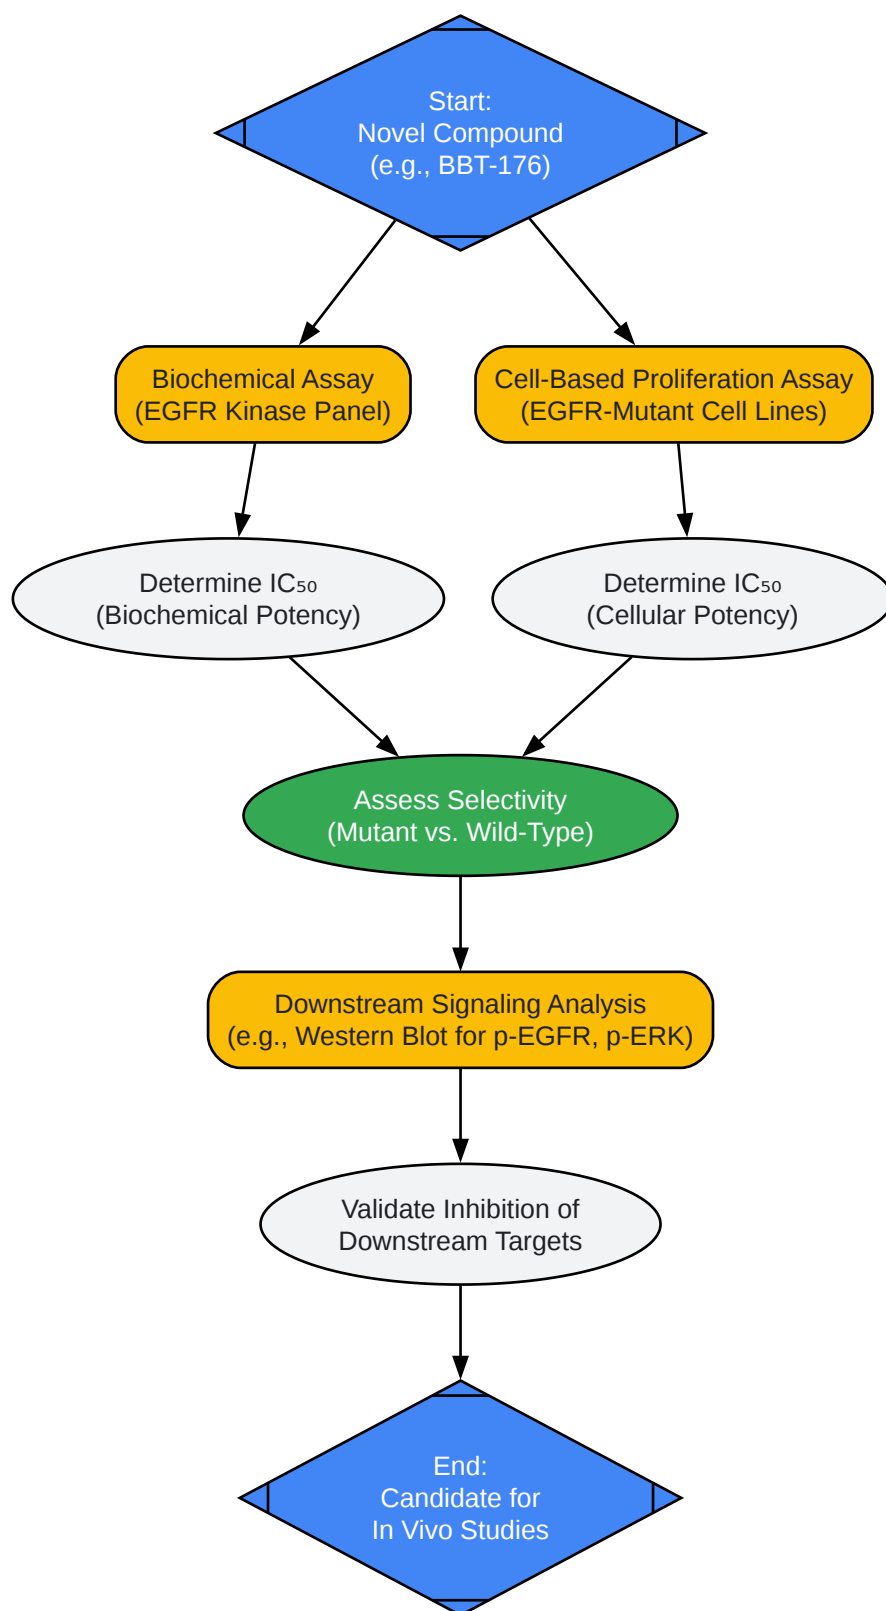 Start:
Novel Compound
(e.g., BBT-176)
Biochemical Assay
(EGFR Kinase Panel)
Cell-Based Proliferation Assay
(EGFR-Mutant Cell Lines)
Determine IC₅₀
(Biochemical Potency)
Determine IC₅₀
(Cellular Potency)
Assess Selectivity
(Mutant vs. Wild-Type)
Downstream Signaling Analysis
(e.g., Western Blot for p-EGFR, p-ERK)
Validate Inhibition of
Downstream Targets
End:
Candidate for
In Vivo Studies